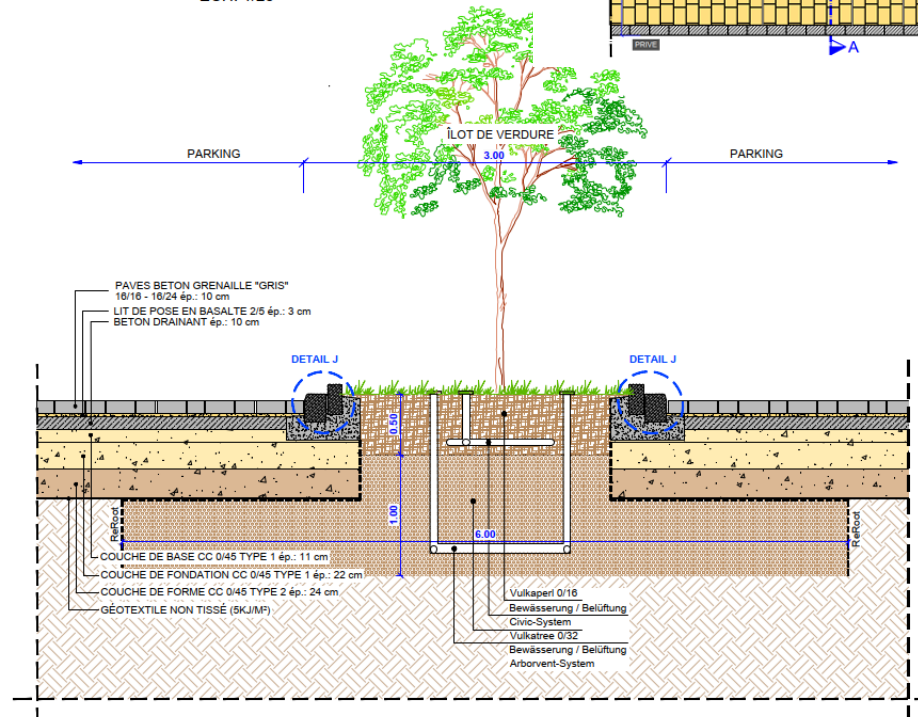 PRIVE
A
ÎLOT DE VERDURE
PARKING
3.00
PARKING
PAVES BETON GRENAILLE "GRIS"
16/16 - 16/24 ép.: 10 cm
LIT DE POSE EN BASALTE 2/5 ép.: 3 cm
BETON DRAINANT ép.: 10 cm
DETAIL J
DETAIL J
0.50
1.00
6.00
ReRoot
ReRoot
COUCHE DE BASE CC 0/45 TYPE 1 ép.: 11 cm
COUCHE DE FONDATION CC 0/45 TYPE 1 ép.: 22 cm
COUCHE DE FORME CC 0/45 TYPE 2 ép.: 24 cm
GÉOTEXTILE NON TISSÉ (5KJ/M²)
Vulkaperl 0/16
Bewässerung / Belüftung
Civic-System
Vulkatree 0/32
Bewässerung / Belüftung
Arborvent-System